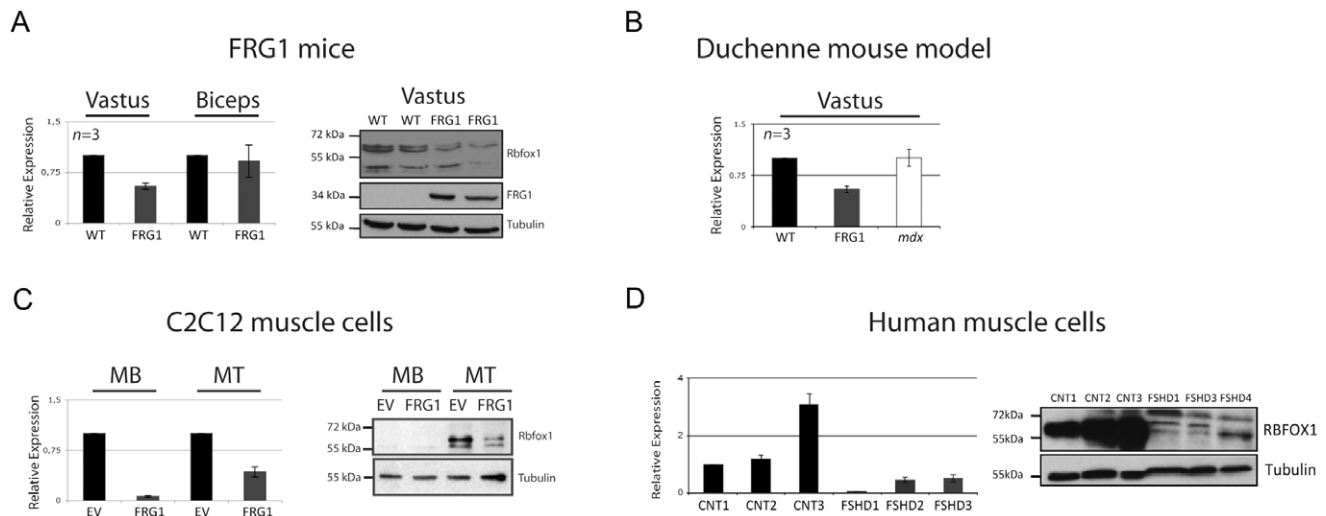 A
FRG1 mice
Vastus
Biceps
n=3
Relative Expression
1,5
0,75
0
WT
FRG1
WT
FRG1
Vastus
WT WT FRG1 FRG1
72 kDa
55 kDa
Rbfox1
34 kDa
FRG1
55 kDa
Tubulin
B
Duchenne mouse model
Vastus
n=3
Relative Expression
1,5
0.75
0
WT
FRG1
mdx
C
C2C12 muscle cells
MB
MT
Relative Expression
1,5
0,75
0
EV
FRG1
EV
FRG1
MB
MT
EV FRG1 EV FRG1
72 kDa
55 kDa
Rbfox1
55 kDa
Tubulin
D
Human muscle cells
Relative Expression
4
2
0
CNT1
CNT2
CNT3
FSHD1
FSHD2
FSHD3
CNT1 CNT2 CNT3 FSHD1 FSHD3 FSHD4
72kDa
55kDa
RBFOX1
55kDa
Tubulin